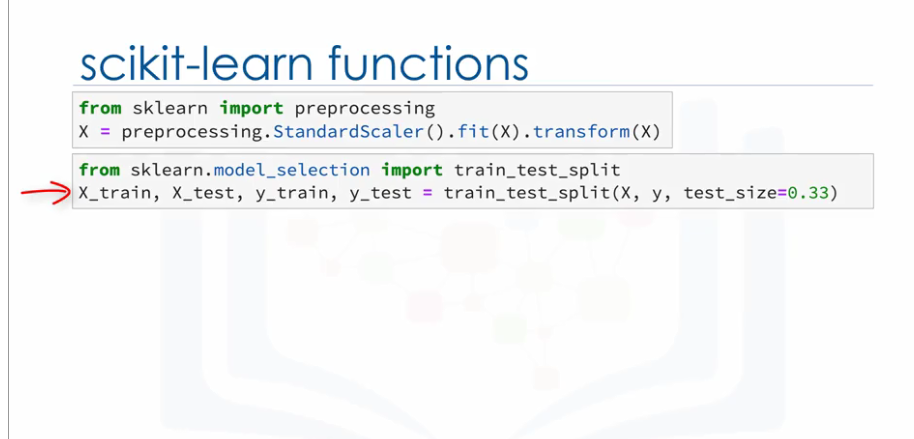 scikit-learn functions
from sklearn import preprocessing
X = preprocessing.StandardScaler().fit(X).transform(X)
from sklearn.model_selection import train_test_split
X_train, X_test, y_train, y_test = train_test_split(X, y, test_size=0.33)